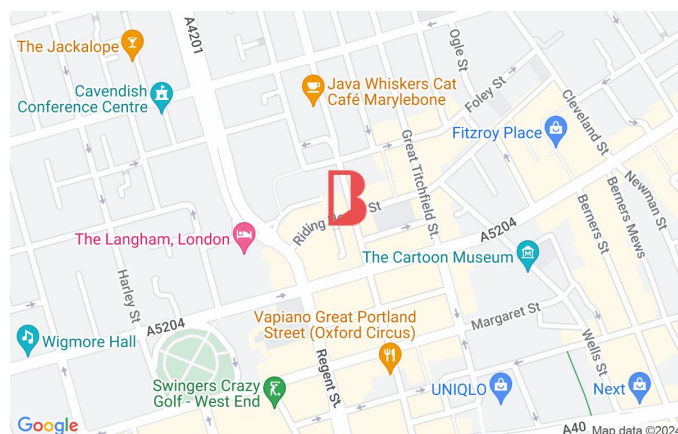 The Jackalope
A4201
Ogle St
Cavendish
Conference Centre
Java Whiskers Cat
Café Marylebone
Foley St
Cleveland St
Fitzroy Place
Great Titchfield St.
Newman St
Berners Mews
Berners St
B
St
Riding
The Langham, London
A5204
The Cartoon Museum
Harley St
A5204
Wigmore Hall
Vapiano Great Portland
Street (Oxford Circus)
Margaret St
Wells St
Regent St.
Swingers Crazy
Golf - West End
UNIQLO
Next
Google
A40
Map data ©2024